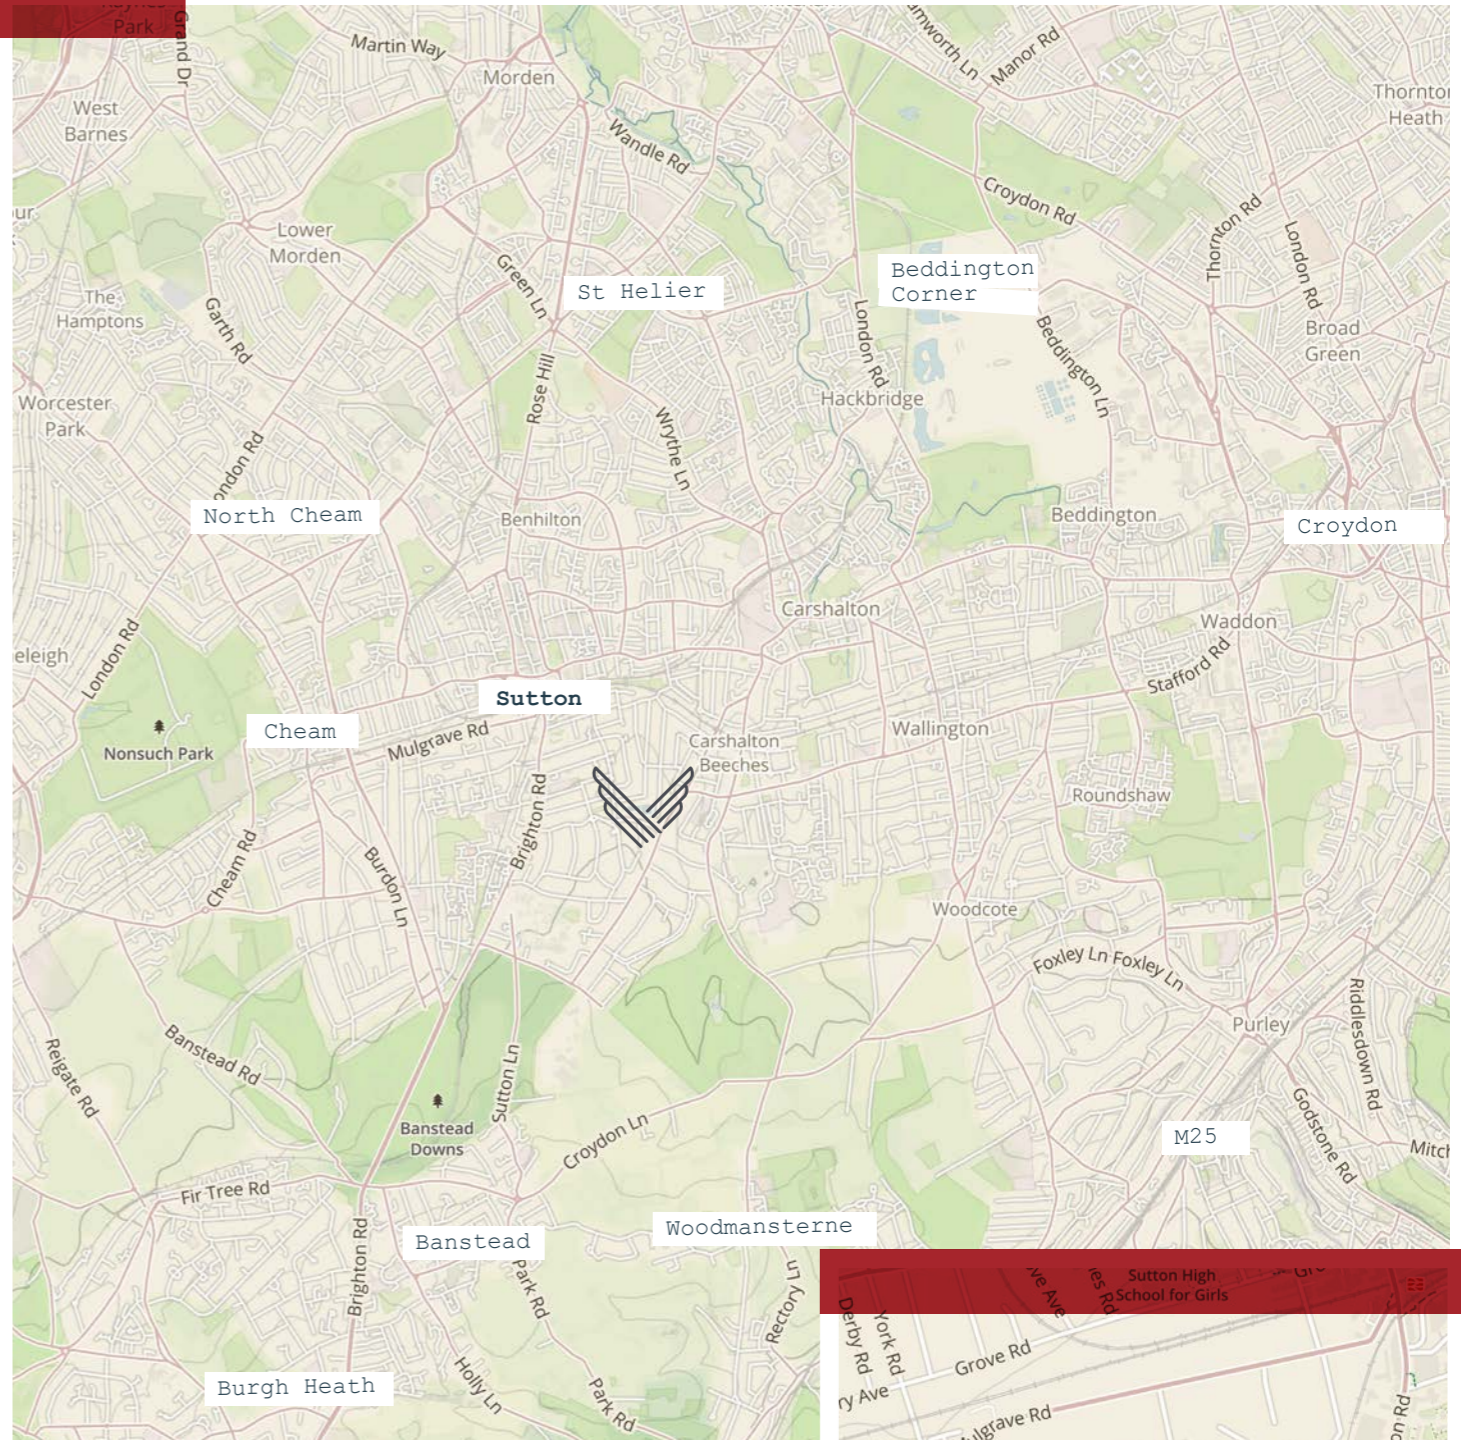 Park
Grand Dr
Martin Way
Morden
Manor Rd
West
Barnes
Thornton Rd
Heath
Wandle Rd
Croydon Rd
London Rd
Lower
Morden
Green Ln
St Helier
Beddington
Corner
The
Hamptons
Garth Rd
London Rd
Beddington Ln
Broad
Green
Rose Hill
Worcester
Park
Hackbridge
Wrythe Ln
North Cheam
Benhilton
Beddington
Croydon
Carshalton
Waddon
London Rd
Stafford Rd
Sutton
Cheam
Mulgrave Rd
Nonsuch Park
Carshalton
Beeches
Wallington
Roundshaw
Brighton Rd
Cheam Rd
Burdon Ln
Woodcote
Foxley Ln Foxley Ln
Riddlesdown Rd
Purley
Banstead Rd
Reigate Rd
Sutton Ln
Banstead
Downs
Croydon Ln
M25
Godstone Rd
Fir Tree Rd
Banstead
Woodmansterne
Brighton Rd
Park Rd
Rectory Ln
Burgh Heath
Holly Ln
Park Rd
Sutton High
School for Girls
Derby Rd
York Rd
Grove Rd